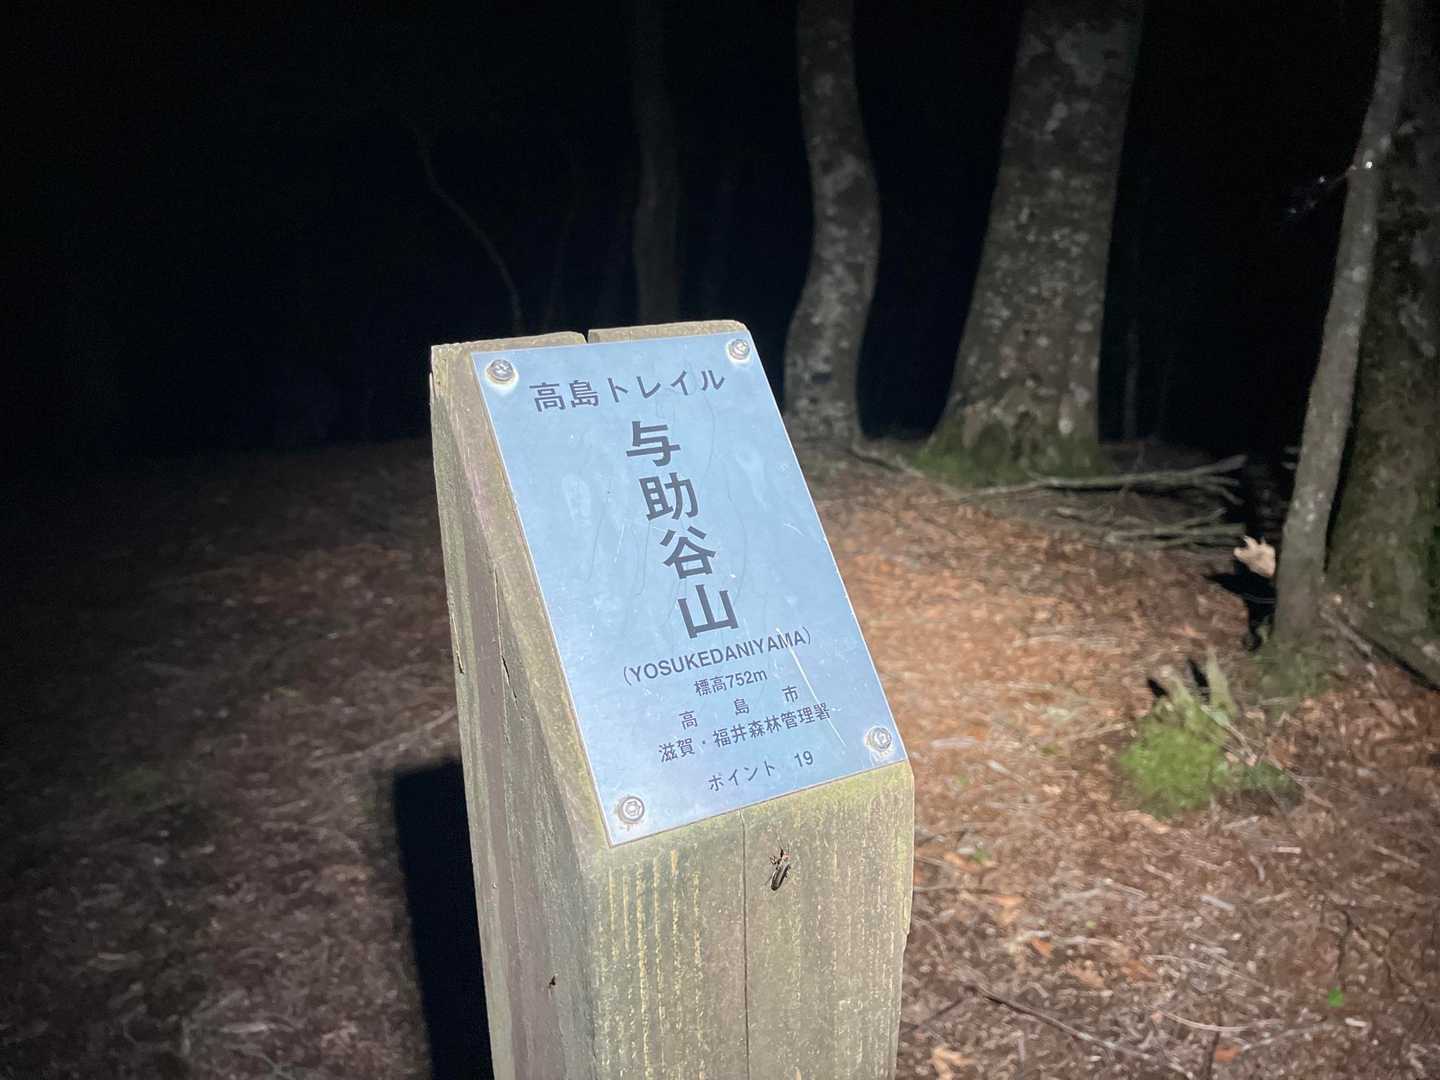 高島トレイル
与助谷山
（YOSUKEDANIYAMA）
標高752m
高　島　市
滋賀・福井森林管理署
ポイント　19